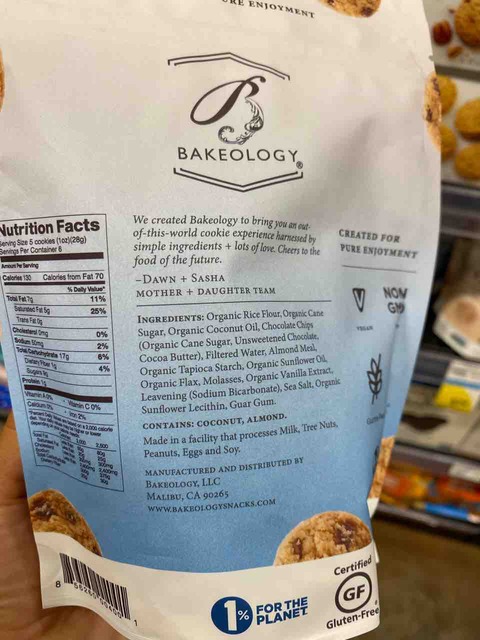 RE ENJOYMENT
B
BAKEOLOGY®
Nutrition Facts
Serving Size 5 cookies (1oz)(28g)
Servings Per Container 6
Amount Per Serving
Calories 130 Calories from Fat 70
% Daily Value*
Total Fat 7g 11%
Saturated Fat 5g 25%
Trans Fat 0g
Cholesterol 0mg 0%
Sodium 50mg 2%
Total Carbohydrate 17g 6%
Dietary Fiber 1g 4%
Sugars 9g
Protein 1g
Vitamin A 0% • Vitamin C 0%
Calcium 0% • Iron 2%
We created Bakeology to bring you an out-
of-this-world cookie experience harnessed by
simple ingredients + lots of love. Cheers to the
food of the future.
–Dawn + Sasha
MOTHER + DAUGHTER TEAM
INGREDIENTS: Organic Rice Flour, Organic Cane
Sugar, Organic Coconut Oil, Chocolate Chips
(Organic Cane Sugar, Unsweetened Chocolate,
Cocoa Butter), Filtered Water, Almond Meal,
Organic Tapioca Starch, Organic Sunflower Oil,
Organic Flax, Molasses, Organic Vanilla Extract,
Leavening (Sodium Bicarbonate), Sea Salt, Organic
Sunflower Lecithin, Guar Gum.
CONTAINS: COCONUT, ALMOND.
Made in a facility that processes Milk, Tree Nuts,
Peanuts, Eggs and Soy.
MANUFACTURED AND DISTRIBUTED BY
BAKEOLOGY, LLC
MALIBU, CA 90265
WWW.BAKEOLOGYSNACKS.COM
CREATED FOR
PURE ENJOYMENT
V
VEGAN
NON
GMO
1% FOR THE
PLANET
Certified
GF
Gluten-Free